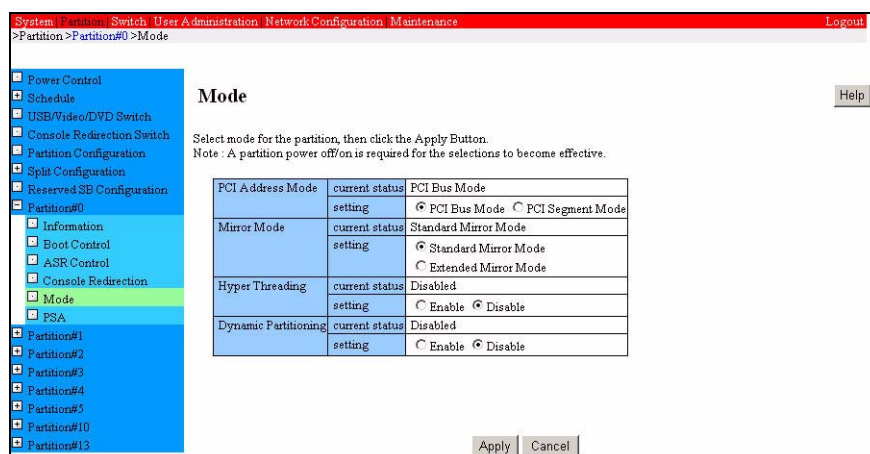 System | Partition | Switch | User Administration | Network Configuration | Maintenance Logout
>Partition >Partition#0 >Mode
Power Control
Schedule
USB/Video/DVD Switch
Console Redirection Switch
Partition Configuration
Split Configuration
Reserved SB Configuration
Partition#0
Information
Boot Control
ASR Control
Console Redirection
Mode
PSA
Partition#1
Partition#2
Partition#3
Partition#4
Partition#5
Partition#10
Partition#13
Mode
Help
Select mode for the partition, then click the Apply Button.
Note : A partition power off/on is required for the selections to become effective.
PCI Address Mode current status PCI Bus Mode
setting PCI Bus Mode PCI Segment Mode
Mirror Mode current status Standard Mirror Mode
setting Standard Mirror Mode
Extended Mirror Mode
Hyper Threading current status Disabled
setting Enable Disable
Dynamic Partitioning current status Disabled
setting Enable Disable
Apply Cancel